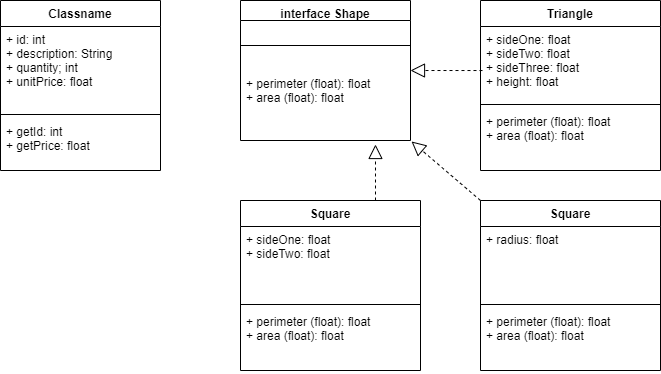 Classname
+ id: int
+ description: String
+ quantity; int
+ unitPrice: float
+ getId: int
+ getPrice: float
interface Shape
+ perimeter (float): float
+ area (float): float
Triangle
+ sideOne: float
+ sideTwo: float
+ sideThree: float
+ height: float
+ perimeter (float): float
+ area (float): float
Square
+ sideOne: float
+ sideTwo: float
+ perimeter (float): float
+ area (float): float
Square
+ radius: float
+ perimeter (float): float
+ area (float): float